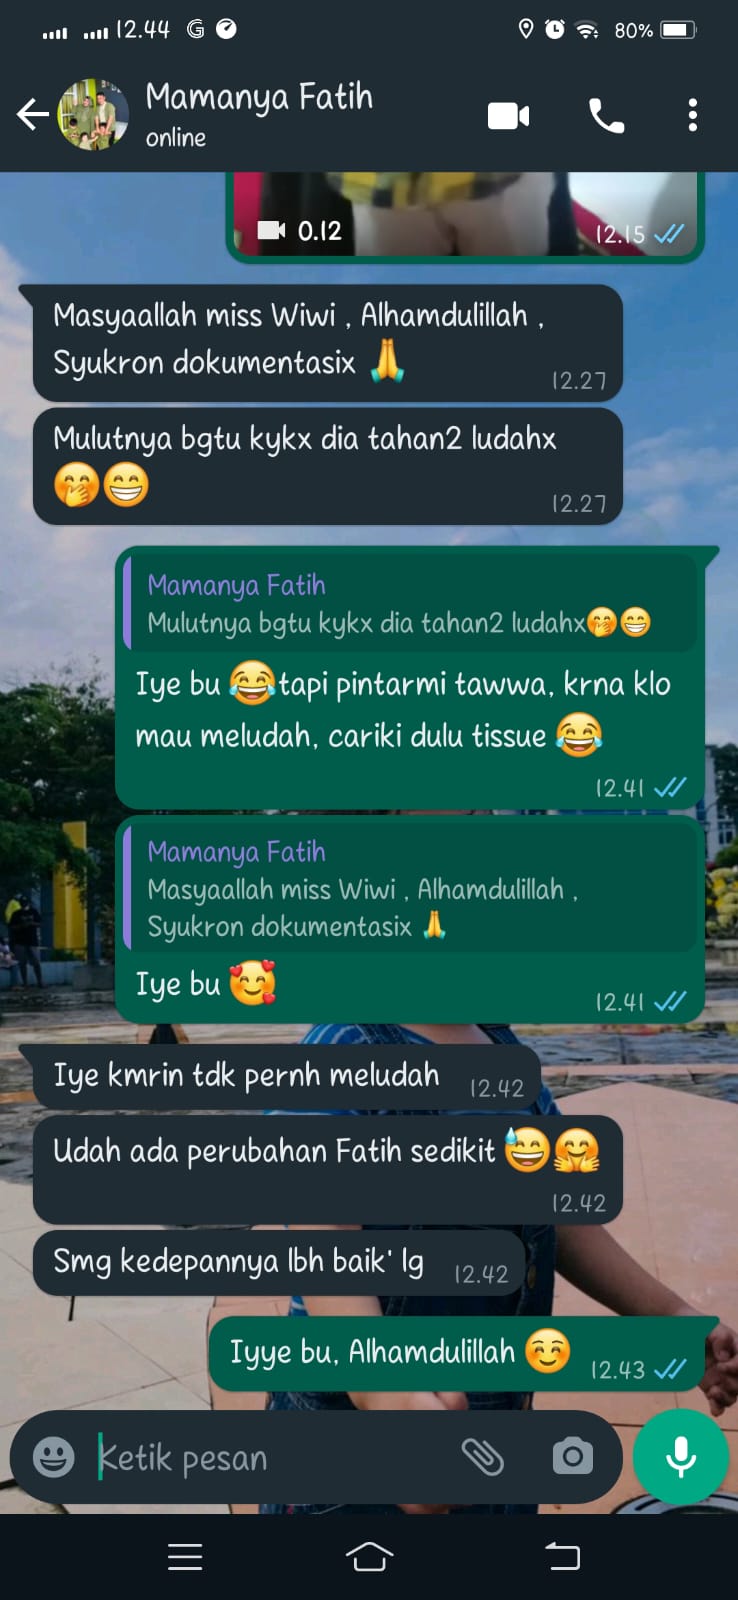 12.44 G 80%
Mamanya Fatih
online
0.12 12.15
Masyaallah miss Wiwi , Alhamdulillah ,
Syukron dokumentasix 🙏
12.27
Mulutnya bgtu kykx dia tahan2 ludahx
🤭😁
12.27
Mamanya Fatih
Mulutnya bgtu kykx dia tahan2 ludahx🤭😁
Iye bu 😂tapi pintarmi tawwa, krna klo
mau meludah, cariki dulu tissue 😂
12.41
Mamanya Fatih
Masyaallah miss Wiwi , Alhamdulillah ,
Syukron dokumentasix 🙏
Iye bu 🥰
12.41
Iye kmrin tdk pernh meludah 12.42
Udah ada perubahan Fatih sedikit 😅🤗
12.42
Smg kedepannya lbh baik' lg 12.42
Iyye bu, Alhamdulillah ☺️ 12.43
Ketik pesan